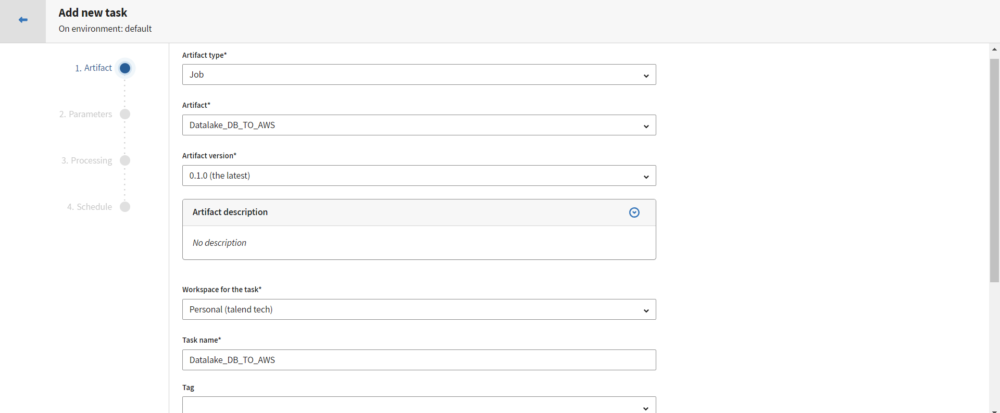 Add new task
On environment: default
1. Artifact
2. Parameters
3. Processing
4. Schedule
Artifact type*
Job
Artifact*
Datalake_DB_TO_AWS
Artifact version*
0.1.0 (the latest)
Artifact description
No description
Workspace for the task*
Personal (talend tech)
Task name*
Datalake_DB_TO_AWS
Tag